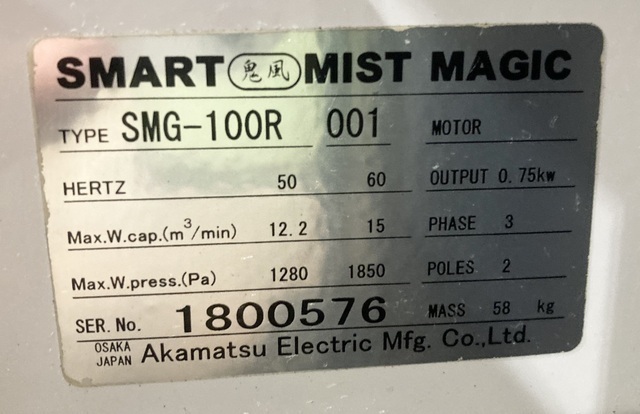 SMART 鬼風 MIST MAGIC
TYPE SMG-100R 001 MOTOR
HERTZ 50 60 OUTPUT 0.75kw
Max.W.cap.(m³/min) 12.2 15 PHASE 3
Max.W.press.(Pa) 1280 1850 POLES 2
SER. No. 1800576 MASS 58 kg
OSAKA JAPAN Akamatsu Electric Mfg. Co.,Ltd.